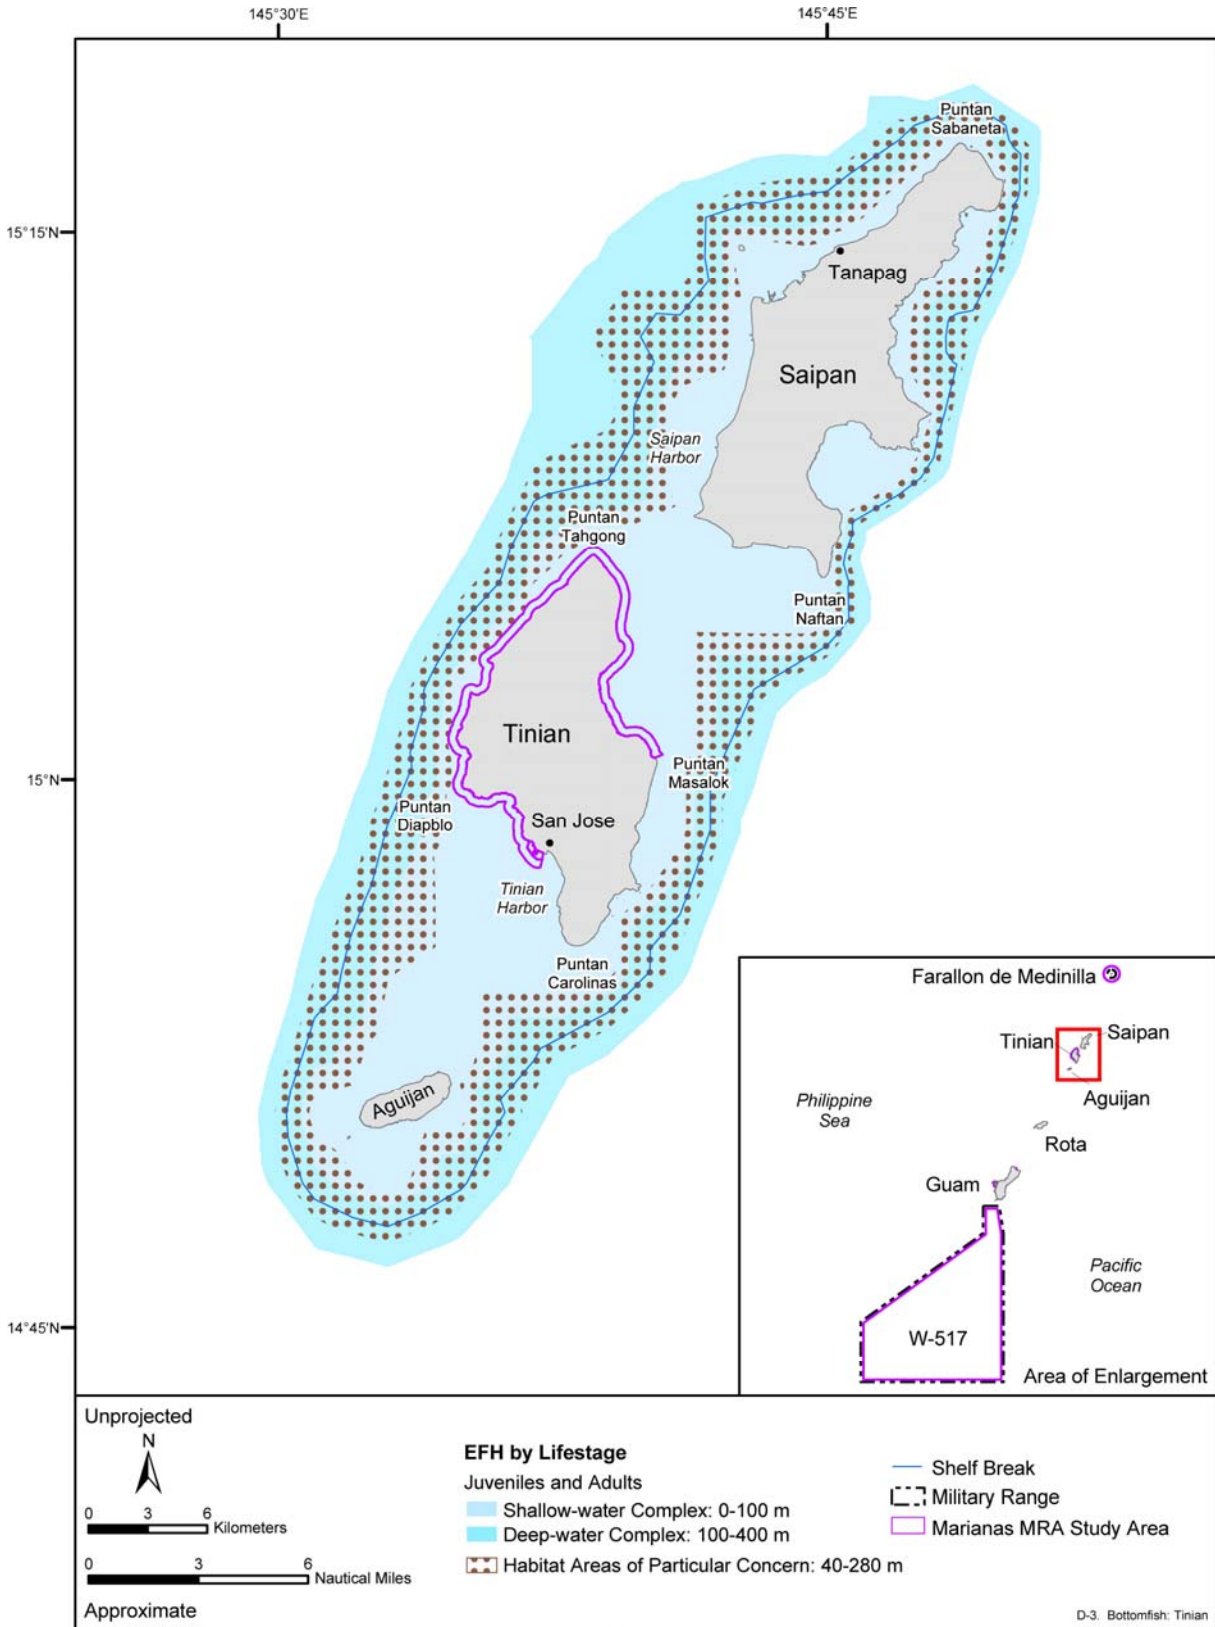 145°30'E
145°45'E
Puntan
Sabaneta
15°15'N
Tanapag
Saipan
Saipan
Harbor
Puntan
Tahgong
Puntan
Naftan
Tinian
15°N
Puntan
Masalok
Puntan
Diapblo
San Jose
Tinian
Harbor
Puntan
Carolinas
Aguijan
14°45'N
Farallon de Medinilla
Saipan
Tinian
Aguijan
Philippine
Sea
Rota
Guam
Pacific
Ocean
W-517
Area of Enlargement
Unprojected
N
0 3 6
Kilometers
0 3 6
Nautical Miles
Approximate
EFH by Lifestage
Juveniles and Adults
Shallow-water Complex: 0-100 m
Deep-water Complex: 100-400 m
Habitat Areas of Particular Concern: 40-280 m
Shelf Break
Military Range
Marianas MRA Study Area
D-3. Bottomfish: Tinian